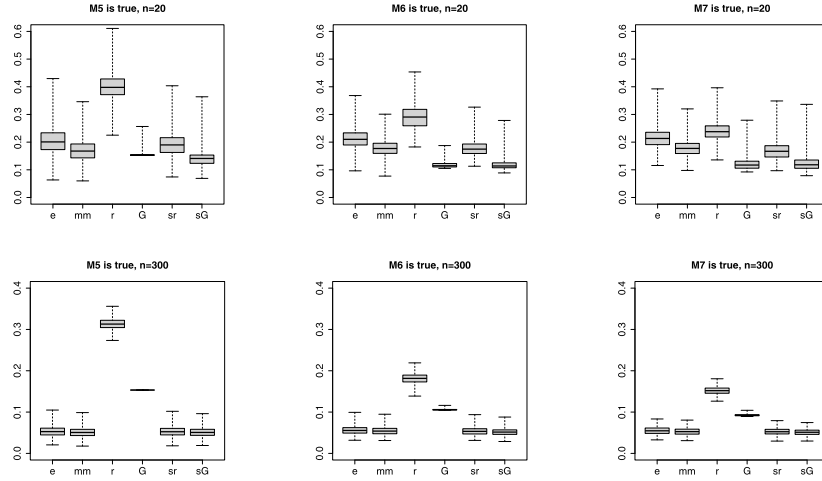 M5 is true, n=20
0.0 0.1 0.2 0.3 0.4 0.5 0.6
e mm r G sr sG
M6 is true, n=20
0.0 0.1 0.2 0.3 0.4 0.5 0.6
e mm r G sr sG
M7 is true, n=20
0.0 0.1 0.2 0.3 0.4 0.5 0.6
e mm r G sr sG
M5 is true, n=300
0.0 0.1 0.2 0.3 0.4
e mm r G sr sG
M6 is true, n=300
0.0 0.1 0.2 0.3 0.4
e mm r G sr sG
M7 is true, n=300
0.0 0.1 0.2 0.3 0.4
e mm r G sr sG